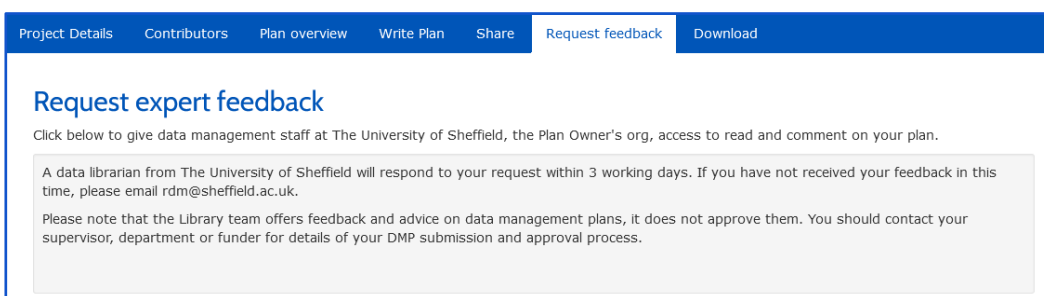 Project Details Contributors Plan overview Write Plan Share Request feedback Download
Request expert feedback
Click below to give data management staff at The University of Sheffield, the Plan Owner's org, access to read and comment on your plan.
A data librarian from The University of Sheffield will respond to your request within 3 working days. If you have not received your feedback in this
time, please email rdm@sheffield.ac.uk.
Please note that the Library team offers feedback and advice on data management plans, it does not approve them. You should contact your
supervisor, department or funder for details of your DMP submission and approval process.